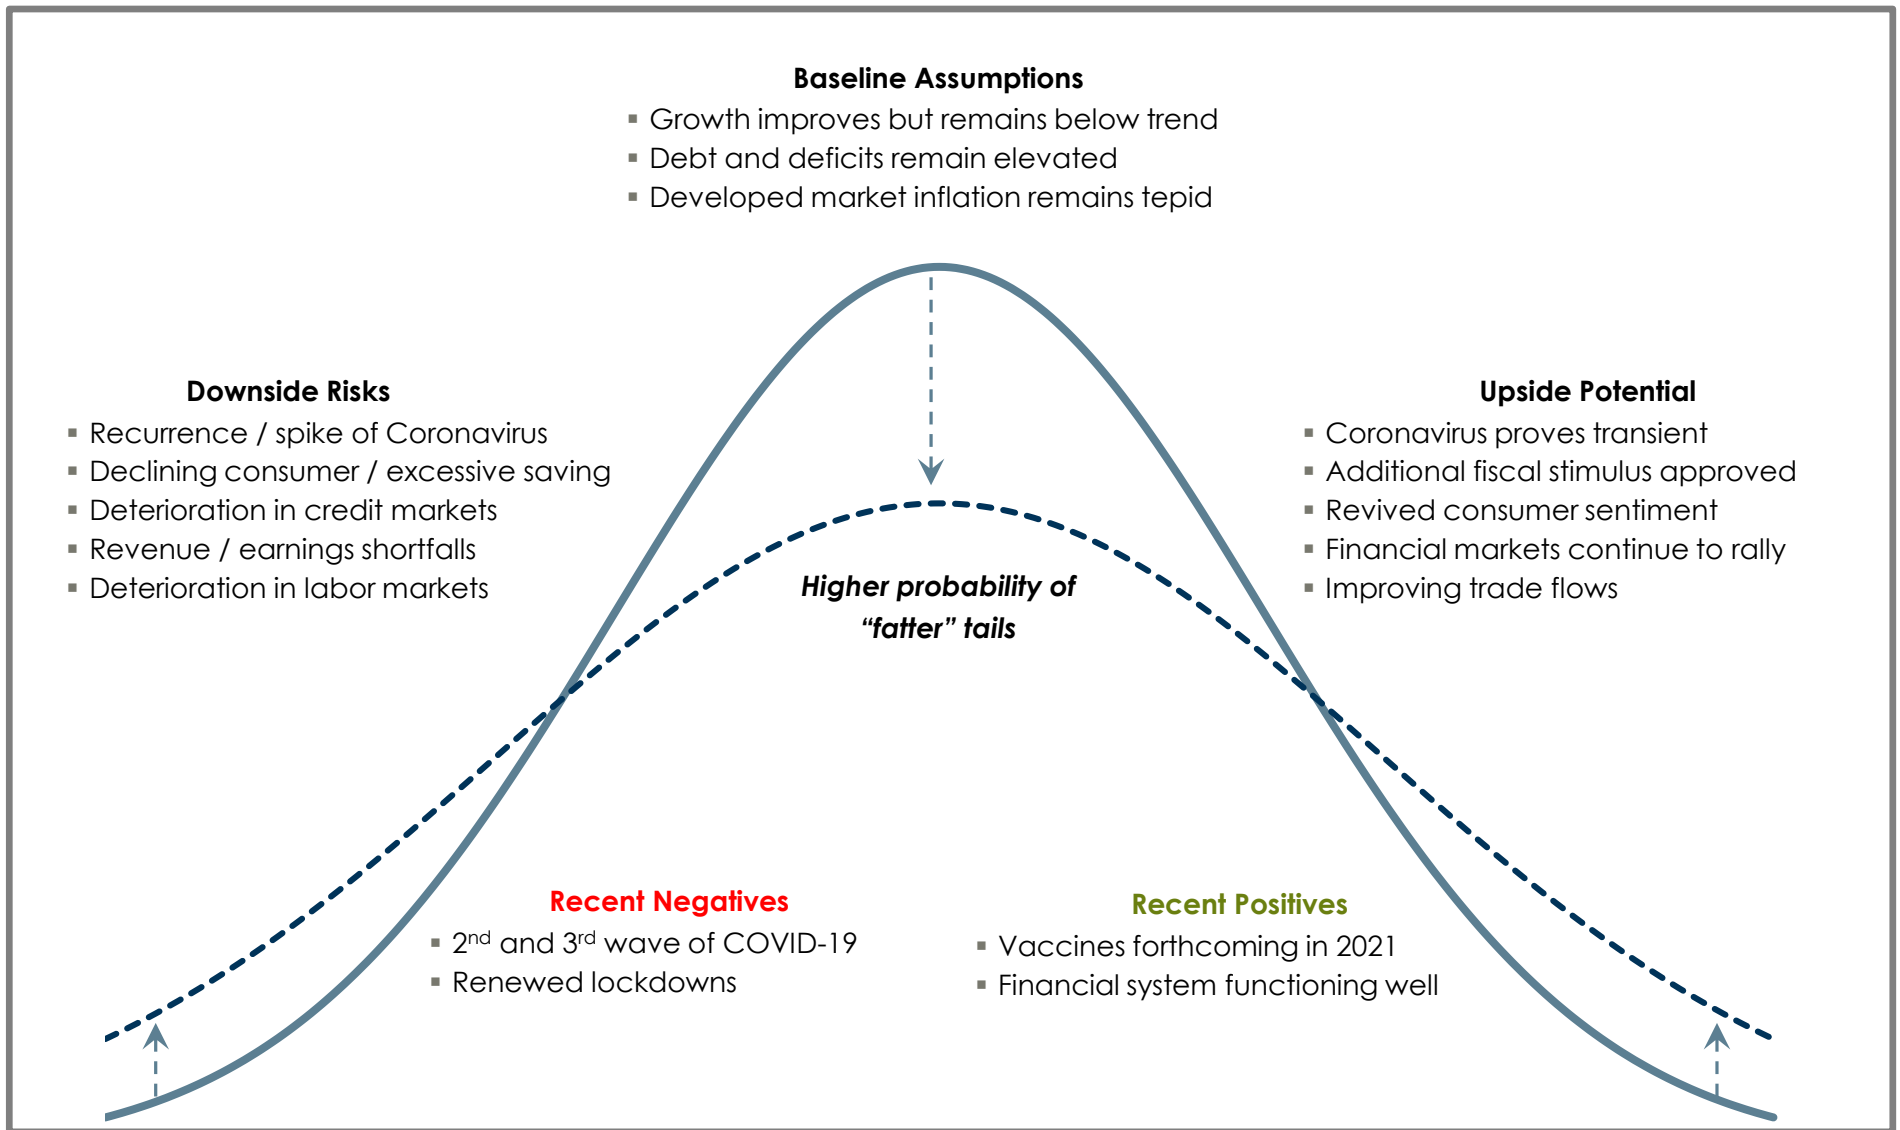 Baseline Assumptions
▪ Growth improves but remains below trend
▪ Debt and deficits remain elevated
▪ Developed market inflation remains tepid
Downside Risks
▪ Recurrence / spike of Coronavirus
▪ Declining consumer / excessive saving
▪ Deterioration in credit markets
▪ Revenue / earnings shortfalls
▪ Deterioration in labor markets
Upside Potential
▪ Coronavirus proves transient
▪ Additional fiscal stimulus approved
▪ Revived consumer sentiment
▪ Financial markets continue to rally
▪ Improving trade flows
Higher probability of
“fatter” tails
Recent Negatives
▪ 2nd and 3rd wave of COVID-19
▪ Renewed lockdowns
Recent Positives
▪ Vaccines forthcoming in 2021
▪ Financial system functioning well